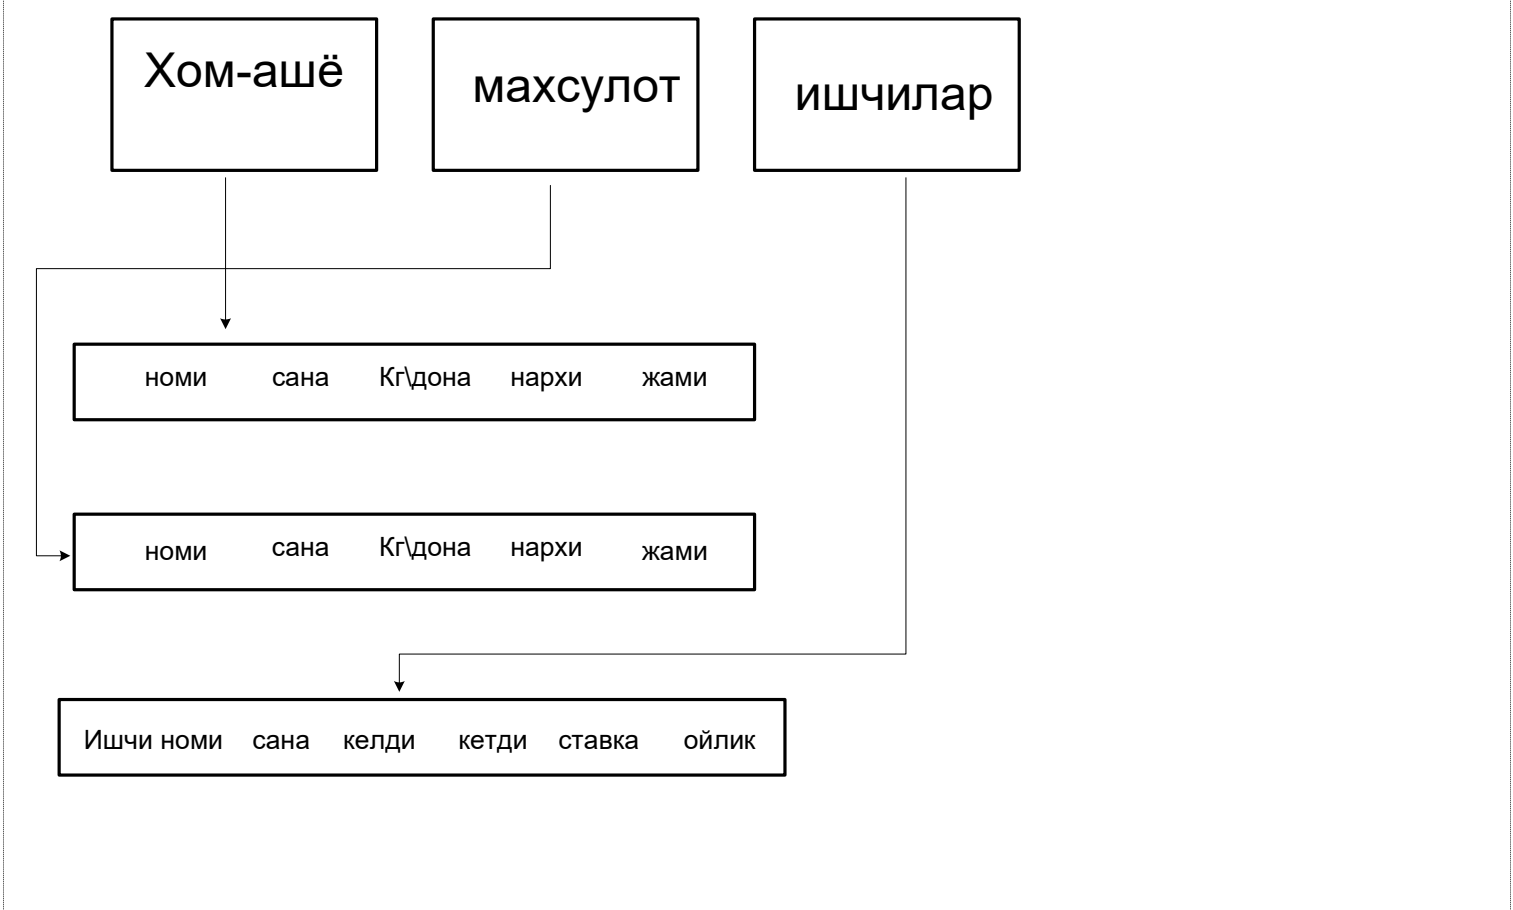 Хом-ашё
махсулот
ишчилар
номи сана Кг\дона нархи жами
номи сана Кг\дона нархи жами
Ишчи номи сана келди кетди ставка ойлик